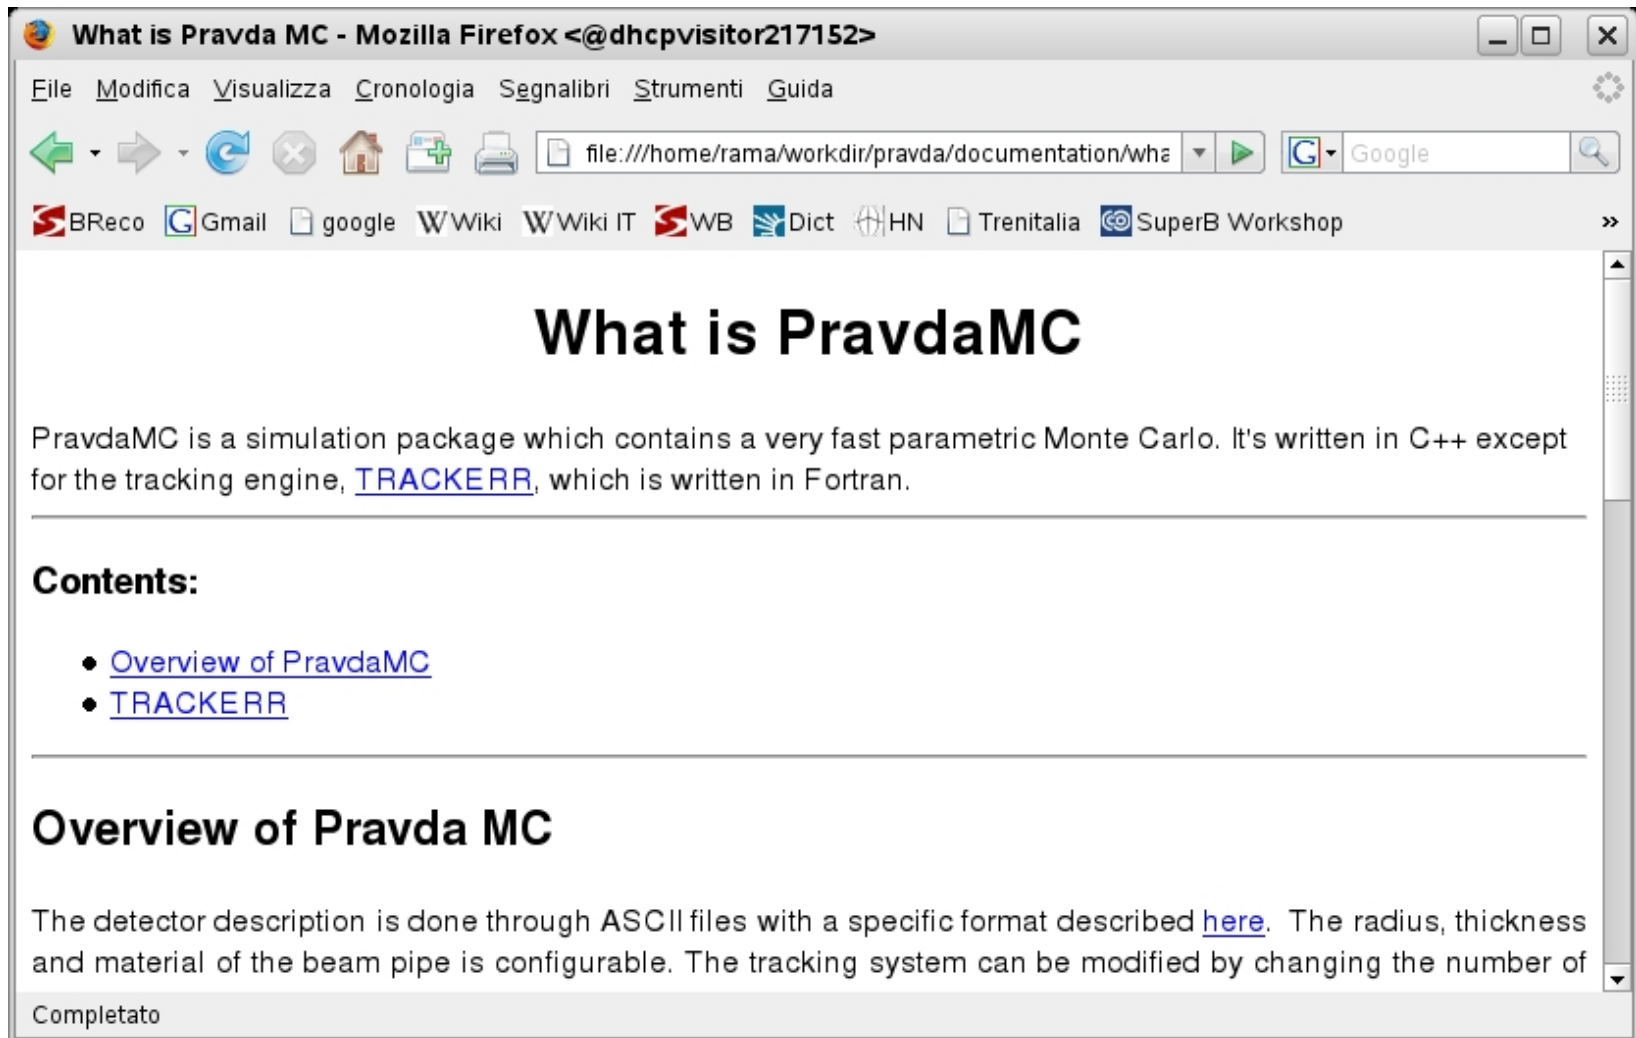 What is Pravda MC - Mozilla Firefox <@dhcpvisitor217152>
File Modifica Visualizza Cronologia Segnalibri Strumenti Guida
file:///home/rama/workdir/pravda/documentation/wha G Google
BReco G Gmail google W Wiki W Wiki IT WB Dict HN Trenitalia SuperB Workshop »
What is PravdaMC
PravdaMC is a simulation package which contains a very fast parametric Monte Carlo. It's written in C++ except
for the tracking engine, TRACKERR, which is written in Fortran.
Contents:
• Overview of PravdaMC
• TRACKERR
Overview of Pravda MC
The detector description is done through ASCII files with a specific format described here. The radius, thickness
and material of the beam pipe is configurable. The tracking system can be modified by changing the number of
Completato